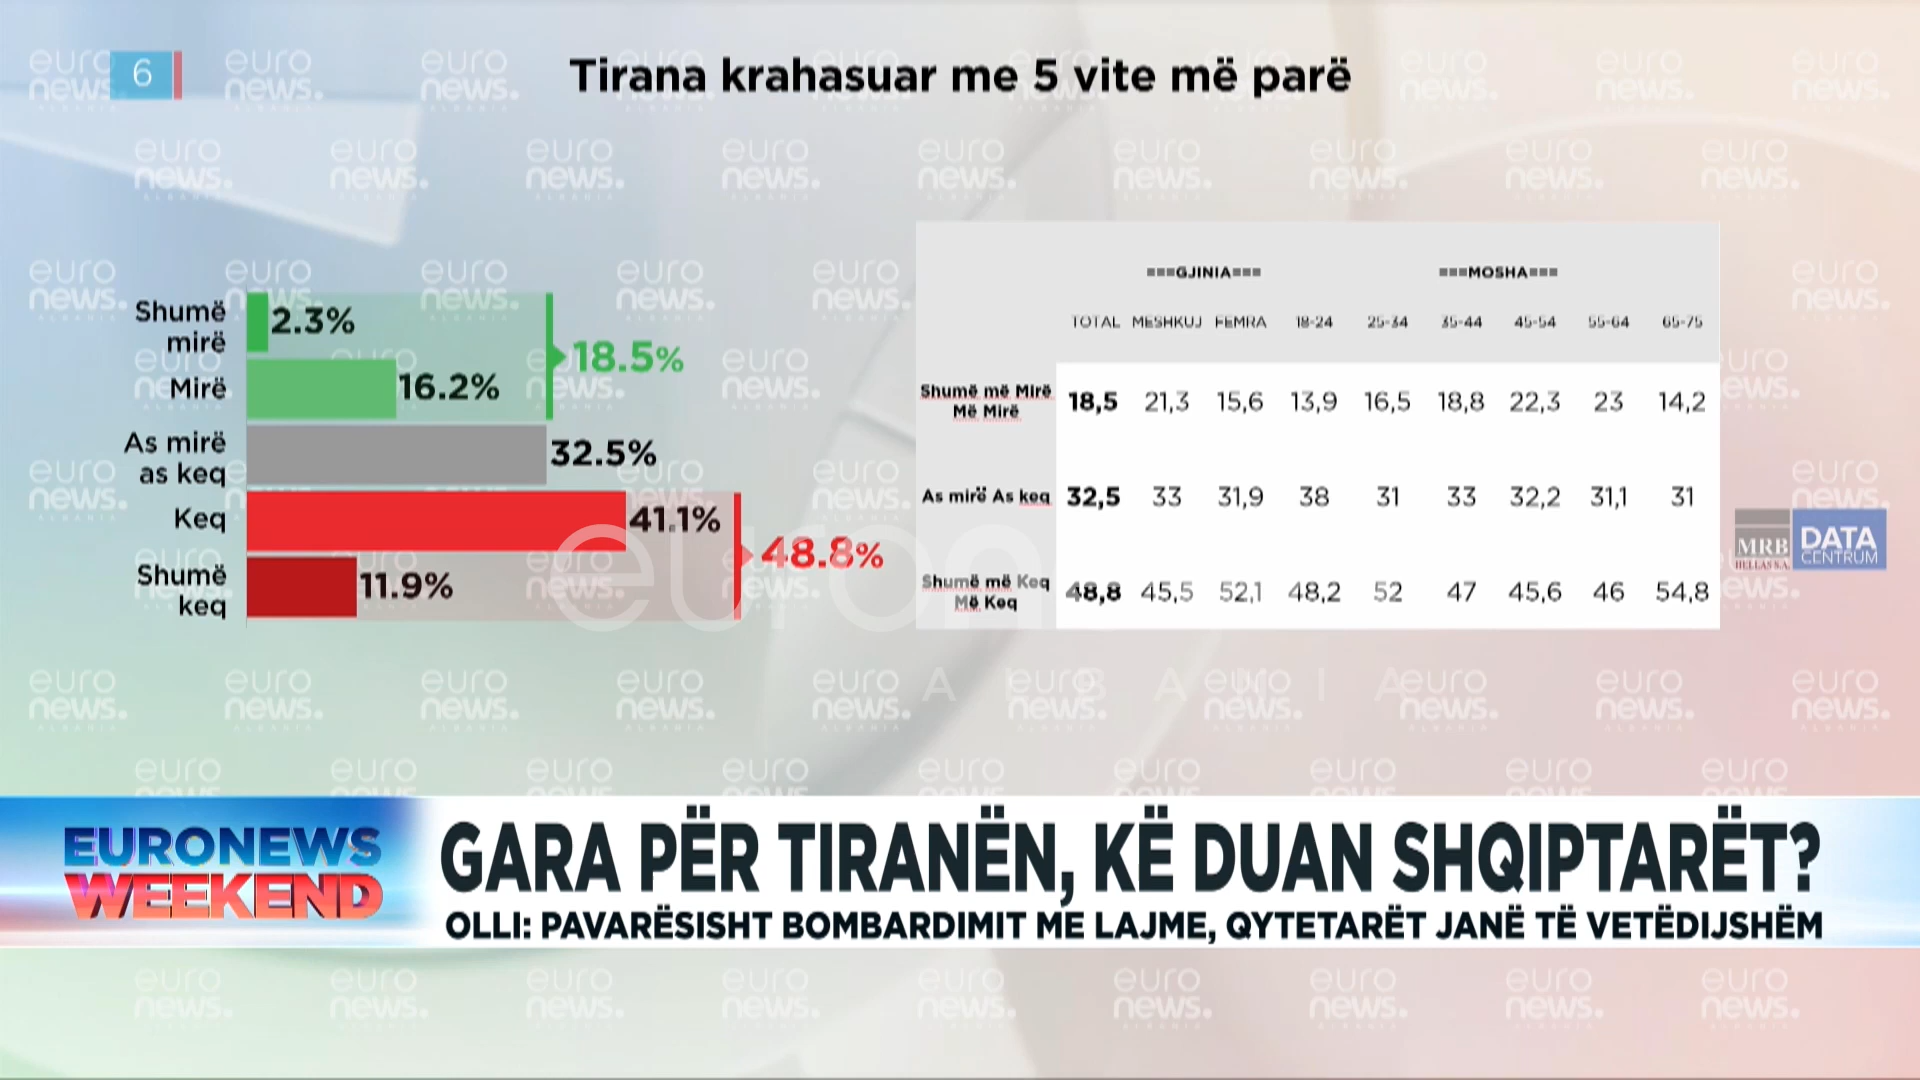 6
Tirana krahasuar me 5 vite më parë
Shumë
mirë
2.3%
Mirë
16.2%
18.5%
As mirë
as keq
32.5%
Keq
41.1%
Shumë
keq
11.9%
48.8%
===GJINIA=== ===MOSHA===
TOTAL MESHKUJ FEMRA 18-24 25-34 35-44 45-54 55-64 65-75
Shumë më Mirë
Më Mirë
18,5 21,3 15,6 13,9 16,5 18,8 22,3 23 14,2
As mirë As keq 32,5 33 31,9 38 31 33 32,2 31,1 31
Shumë më Keq
Më Keq
48,8 45,5 52,1 48,2 52 47 45,6 46 54,8
MRB
HELLAS S.A.
DATA
CENTRUM
euro
news.
ALBANIA
EURONEWS
WEEKEND
GARA PËR TIRANËN, KË DUAN SHQIPTARËT?
OLLI: PAVARËSISHT BOMBARDIMIT ME LAJME, QYTETARËT JANË TË VETËDIJSHËM